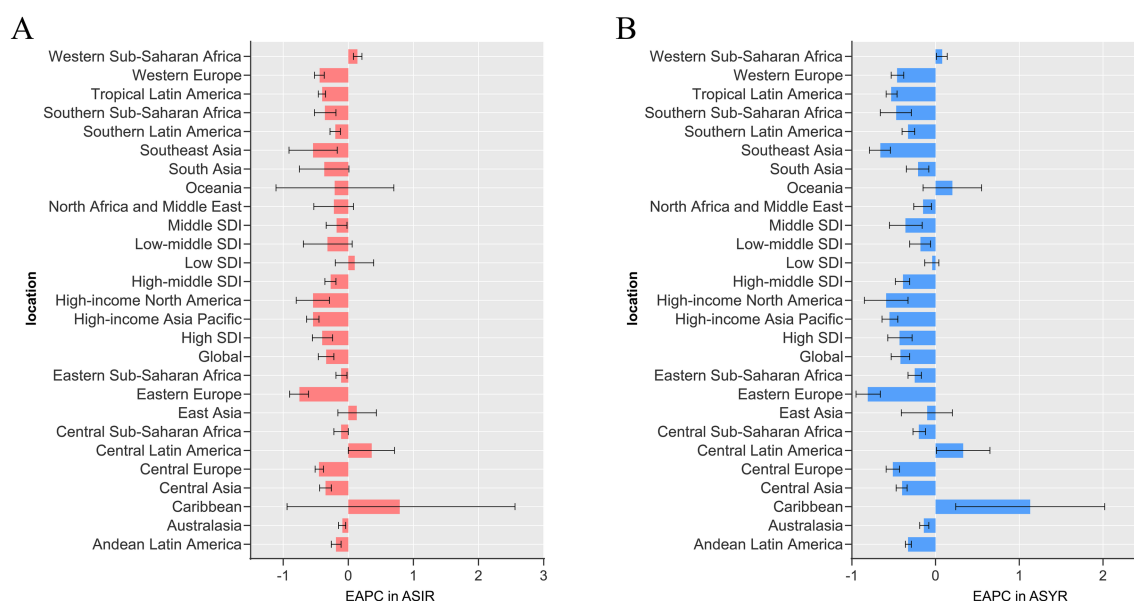 A
location
Western Sub-Saharan Africa
Western Europe
Tropical Latin America
Southern Sub-Saharan Africa
Southern Latin America
Southeast Asia
South Asia
Oceania
North Africa and Middle East
Middle SDI
Low-middle SDI
Low SDI
High-middle SDI
High-income North America
High-income Asia Pacific
High SDI
Global
Eastern Sub-Saharan Africa
Eastern Europe
East Asia
Central Sub-Saharan Africa
Central Latin America
Central Europe
Central Asia
Caribbean
Australasia
Andean Latin America
-1 0 1 2 3
EAPC in ASIR
B
location
Western Sub-Saharan Africa
Western Europe
Tropical Latin America
Southern Sub-Saharan Africa
Southern Latin America
Southeast Asia
South Asia
Oceania
North Africa and Middle East
Middle SDI
Low-middle SDI
Low SDI
High-middle SDI
High-income North America
High-income Asia Pacific
High SDI
Global
Eastern Sub-Saharan Africa
Eastern Europe
East Asia
Central Sub-Saharan Africa
Central Latin America
Central Europe
Central Asia
Caribbean
Australasia
Andean Latin America
-1 0 1 2
EAPC in ASYR